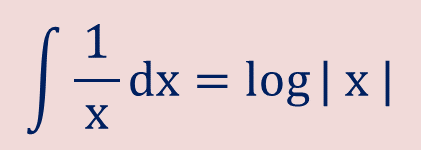 ∫ 1/x dx = log| x |